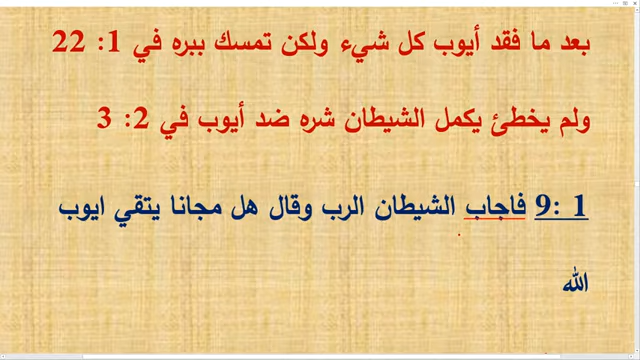 بعد ما فقد أيوب كل شيء ولكن تمسك ببره في 1: 22
ولم يخطئ يكمل الشيطان شره ضد أيوب في 2: 3
1: 9 فاجاب الشيطان الرب وقال هل مجانا يتقي ايوب
الله